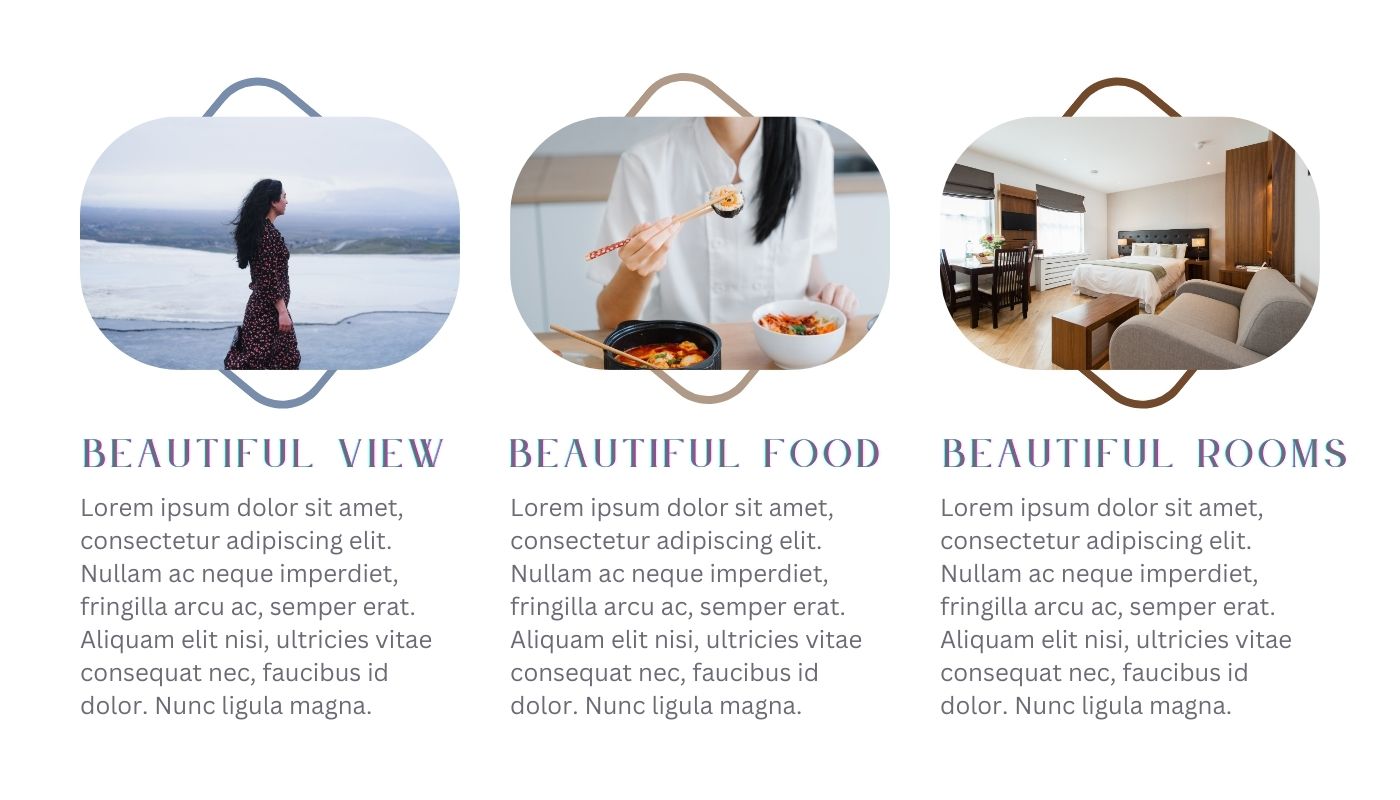 BEAUTIFUL VIEW
Lorem ipsum dolor sit amet,
consectetur adipiscing elit.
Nullam ac neque imperdiet,
fringilla arcu ac, semper erat.
Aliquam elit nisi, ultricies vitae
consequat nec, faucibus id
dolor. Nunc ligula magna.
BEAUTIFUL FOOD
Lorem ipsum dolor sit amet,
consectetur adipiscing elit.
Nullam ac neque imperdiet,
fringilla arcu ac, semper erat.
Aliquam elit nisi, ultricies vitae
consequat nec, faucibus id
dolor. Nunc ligula magna.
BEAUTIFUL ROOMS
Lorem ipsum dolor sit amet,
consectetur adipiscing elit.
Nullam ac neque imperdiet,
fringilla arcu ac, semper erat.
Aliquam elit nisi, ultricies vitae
consequat nec, faucibus id
dolor. Nunc ligula magna.